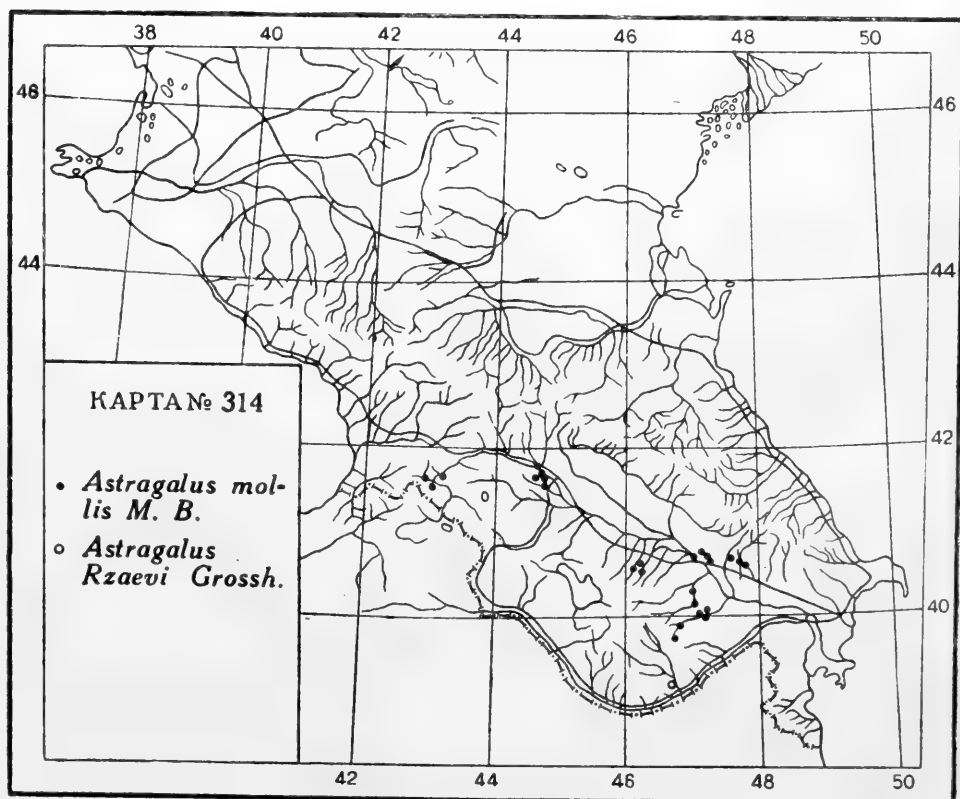 38 40 42 44 46 48 50
46 46
44 44
КАРТА № 314
42
• Astragalus mol-
lis M. B.
○ Astragalus
Rzaevi Grossh.
40
42 44 46 48 50